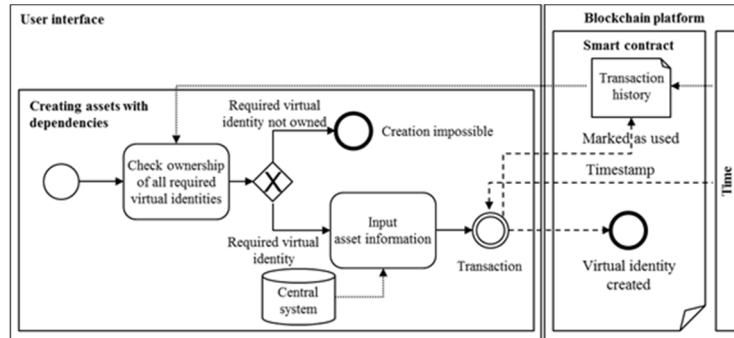 User interface
Blockchain platform
Smart contract
Creating assets with
dependencies
Required virtual
identity not owned
Creation impossible
Transaction
history
Check ownership
of all required
virtual identities
X
Marked as used
Timestamp
Time
Input
asset information
Required virtual
identity
Transaction
Virtual identity
created
Central
system